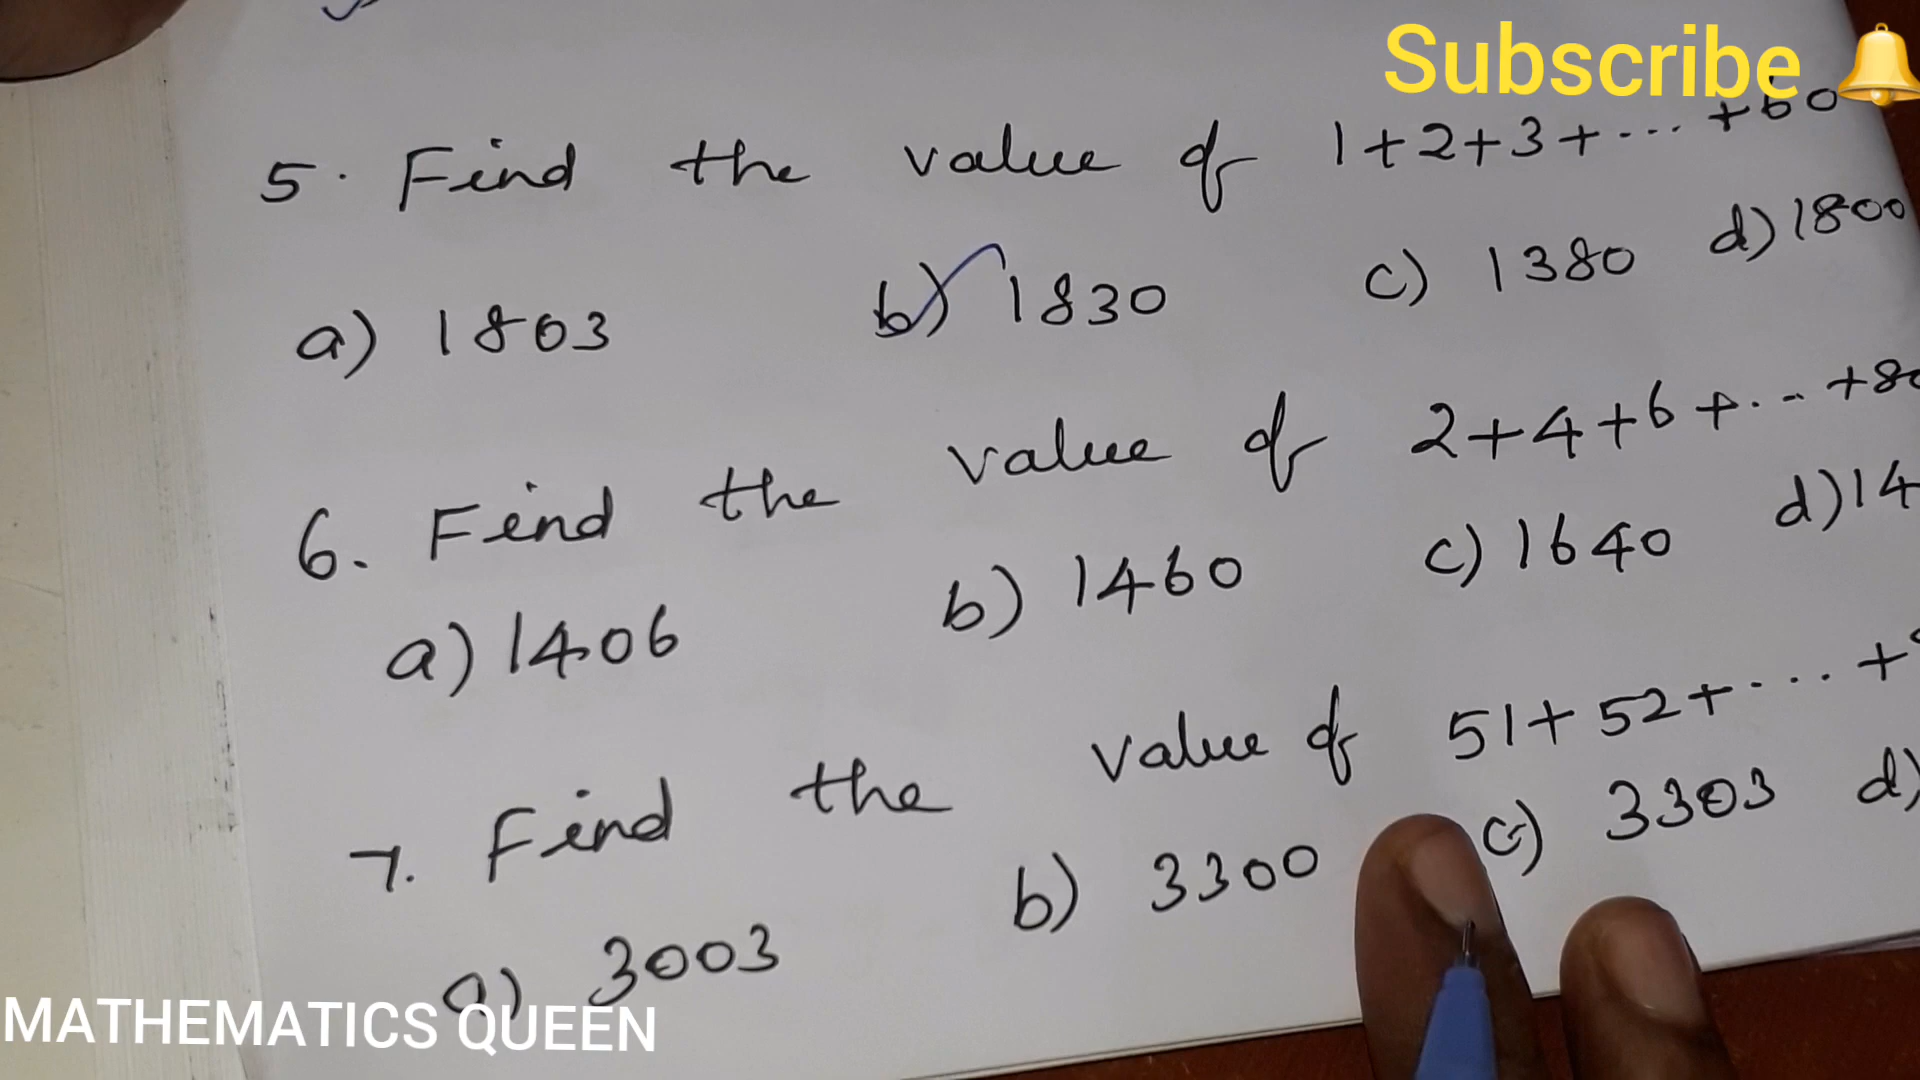 Subscribe
5. Find the value of 1+2+3+...+60
a) 1803 b) 1830 c) 1380 d) 1800
6. Find the value of 2+4+6+...+80
a) 1406 b) 1460 c) 1640 d) 14
7. Find the value of 51+52+....+
a) 3003 b) 3300 c) 3303 d)
MATHEMATICS QUEEN